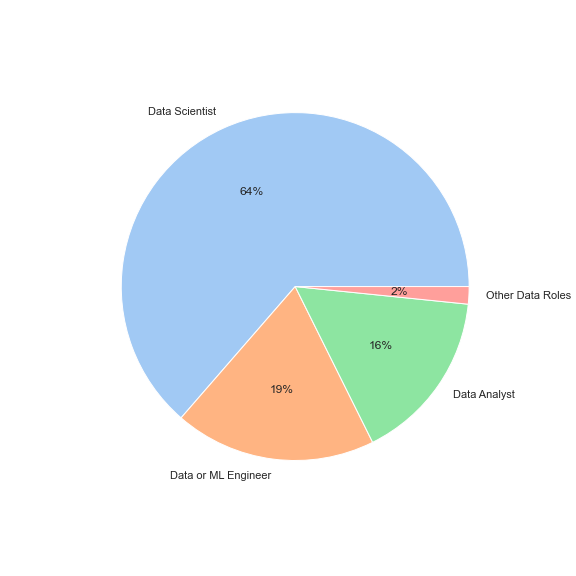 Data Scientist
64%
2%
Other Data Roles
16%
19%
Data Analyst
Data or ML Engineer